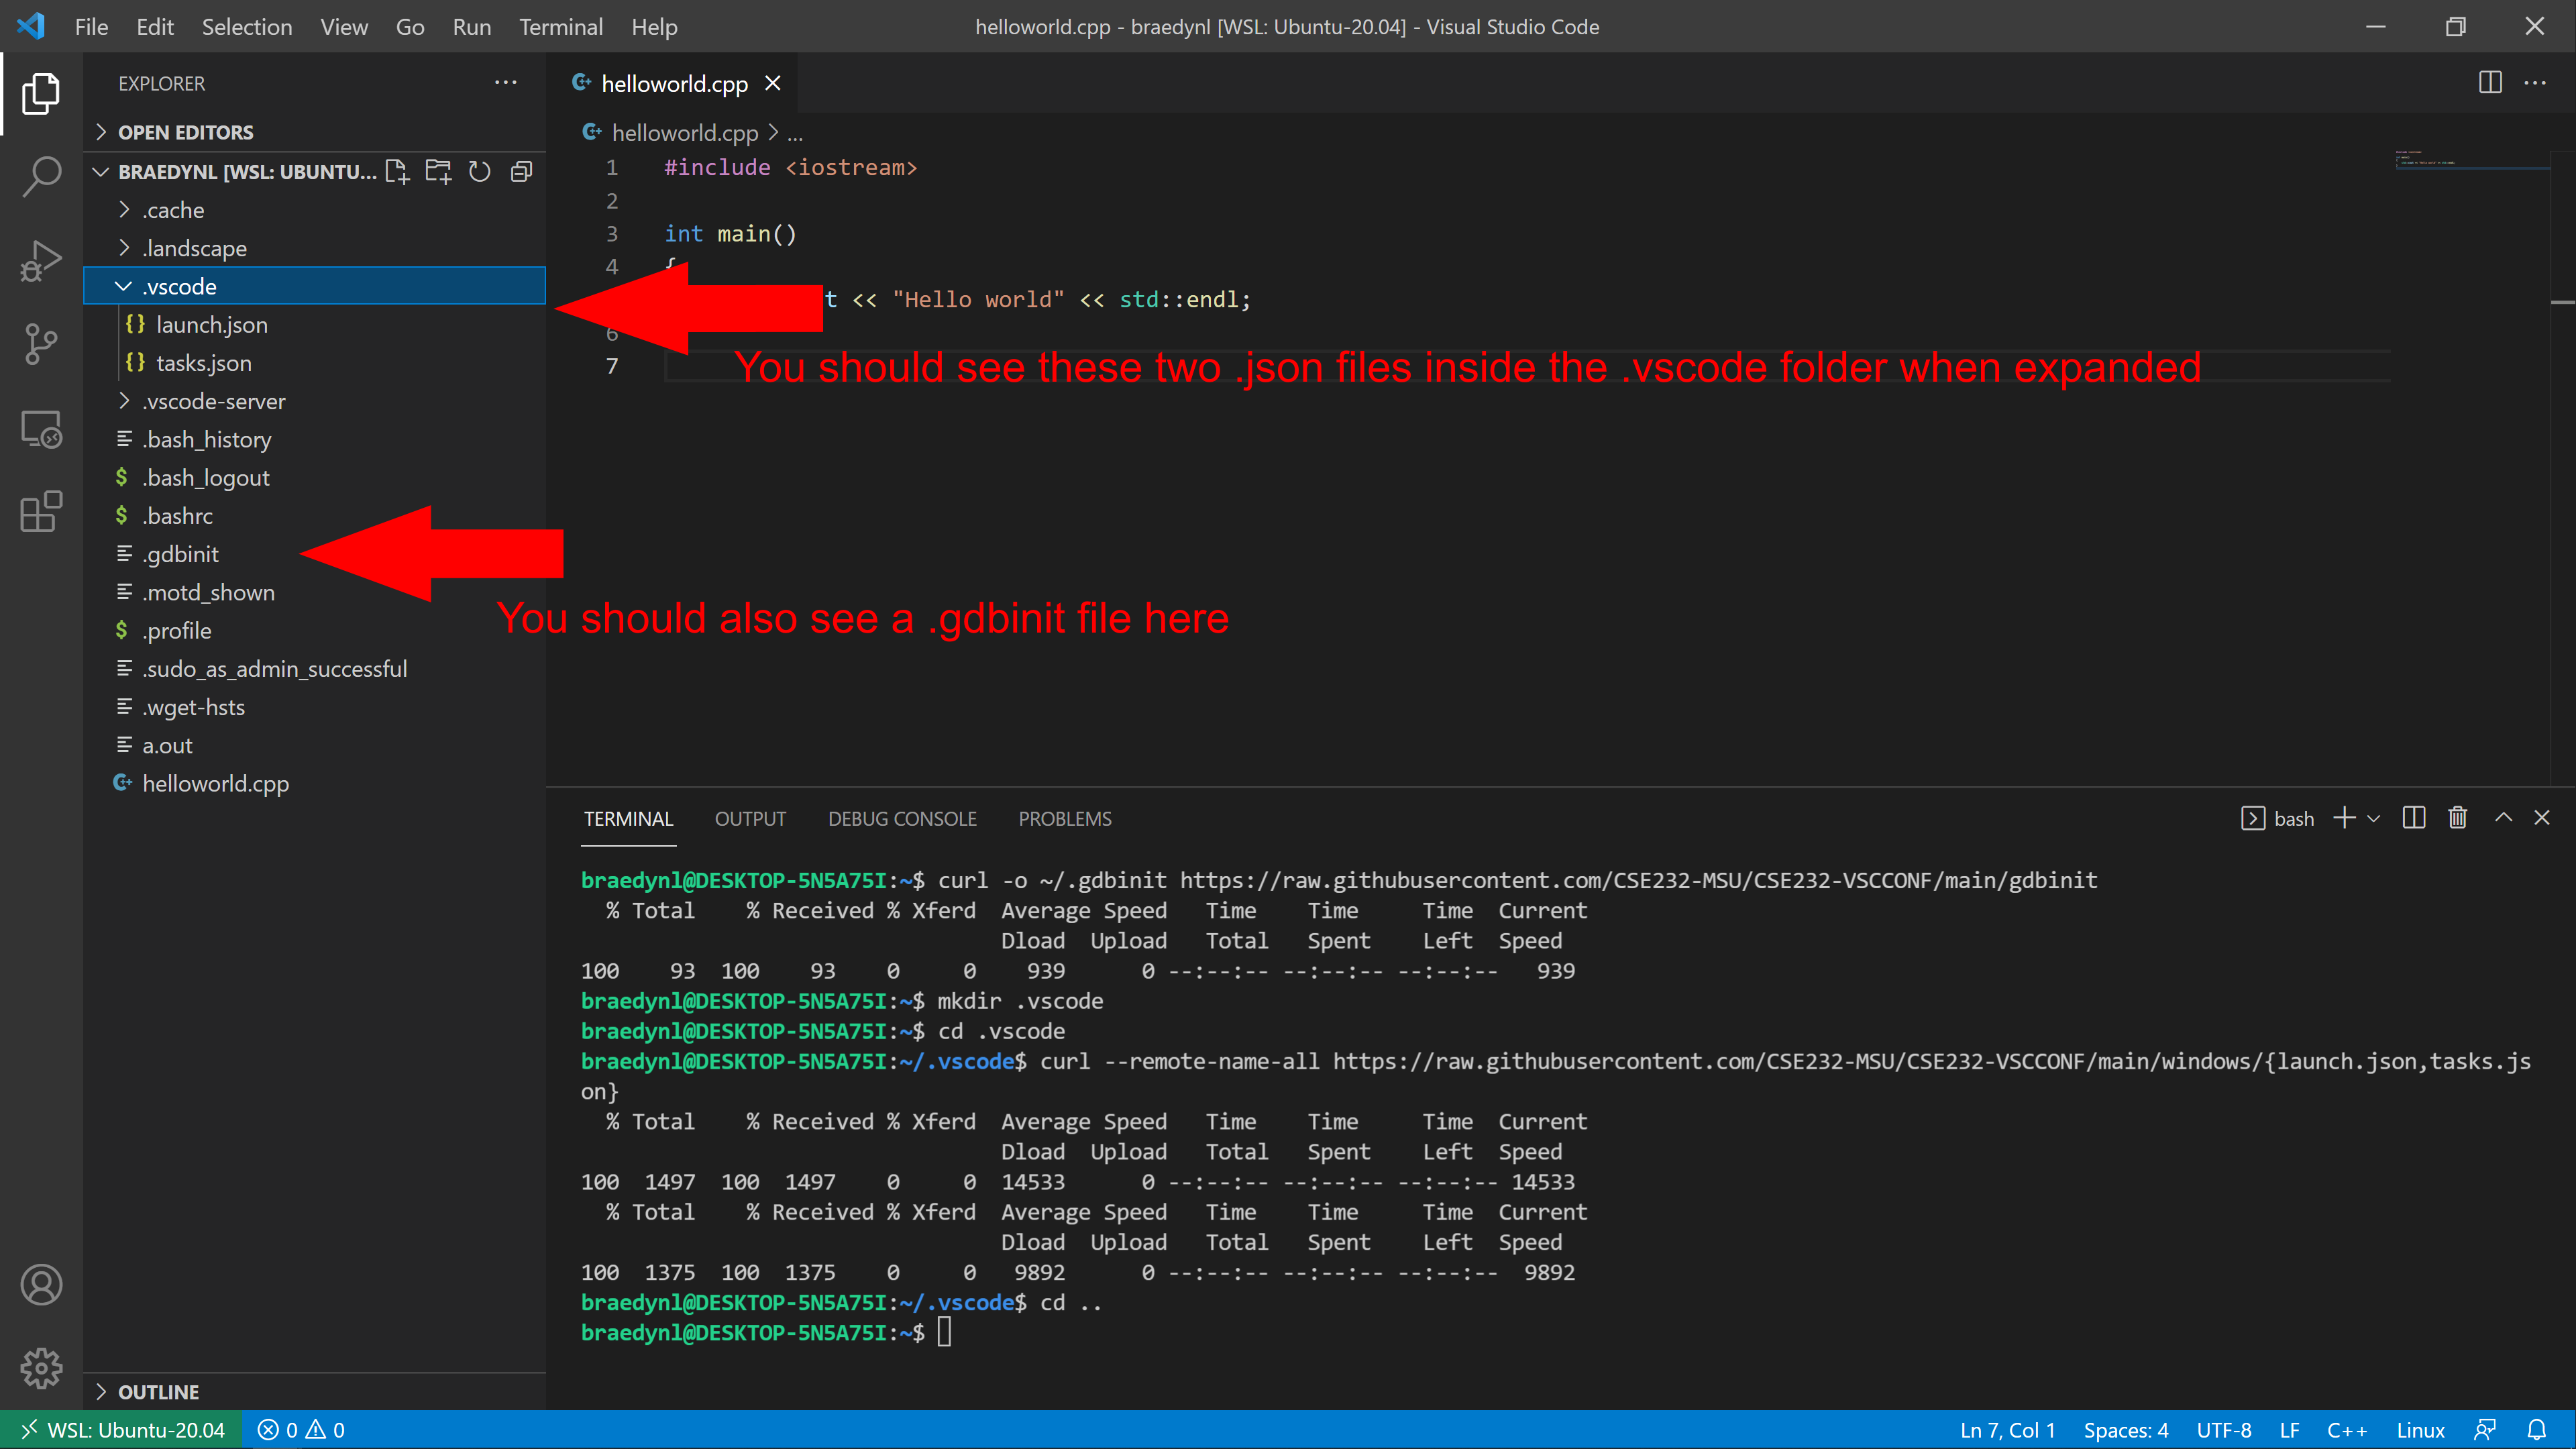 File Edit Selection View Go Run Terminal Help
helloworld.cpp - braedynl [WSL: Ubuntu-20.04] - Visual Studio Code
EXPLORER
OPEN EDITORS
BRAEDYNL [WSL: UBUNTU...
.cache
.landscape
.vscode
launch.json
tasks.json
.vscode-server
.bash_history
.bash_logout
.bashrc
.gdbinit
.motd_shown
.profile
.sudo_as_admin_successful
.wget-hsts
a.out
helloworld.cpp
OUTLINE
helloworld.cpp
helloworld.cpp > ...
1 #include <iostream>
2
3 int main()
4 {
t << "Hello world" << std::endl;
6
7
You should see these two .json files inside the .vscode folder when expanded
You should also see a .gdbinit file here
TERMINAL OUTPUT DEBUG CONSOLE PROBLEMS
bash
braedynl@DESKTOP-5N5A75I:~$ curl -o ~/.gdbinit https://raw.githubusercontent.com/CSE232-MSU/CSE232-VSCCONF/main/gdbinit
% Total % Received % Xferd Average Speed Time Time Time Current
Dload Upload Total Spent Left Speed
100 93 100 93 0 0 939 0 --:--:-- --:--:-- --:--:-- 939
braedynl@DESKTOP-5N5A75I:~$ mkdir .vscode
braedynl@DESKTOP-5N5A75I:~$ cd .vscode
braedynl@DESKTOP-5N5A75I:~/.vscode$ curl --remote-name-all https://raw.githubusercontent.com/CSE232-MSU/CSE232-VSCCONF/main/windows/{launch.json,tasks.js
on}
% Total % Received % Xferd Average Speed Time Time Time Current
Dload Upload Total Spent Left Speed
100 1497 100 1497 0 0 14533 0 --:--:-- --:--:-- --:--:-- 14533
% Total % Received % Xferd Average Speed Time Time Time Current
Dload Upload Total Spent Left Speed
100 1375 100 1375 0 0 9892 0 --:--:-- --:--:-- --:--:-- 9892
braedynl@DESKTOP-5N5A75I:~/.vscode$ cd ..
braedynl@DESKTOP-5N5A75I:~$
WSL: Ubuntu-20.04 0 0
Ln 7, Col 1 Spaces: 4 UTF-8 LF C++ Linux